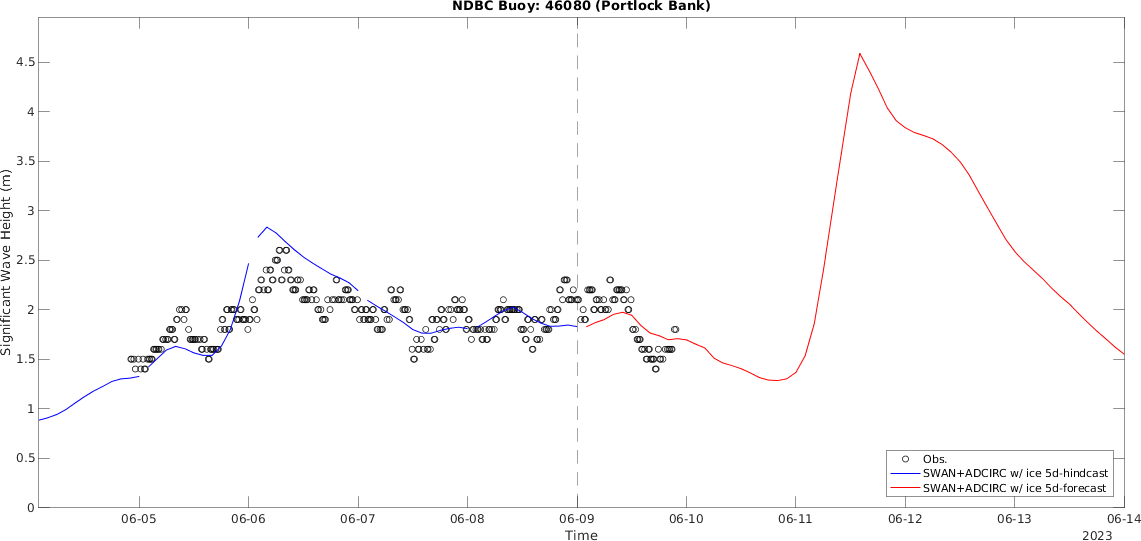 NDBC Buoy: 46080 (Portlock Bank)
Significant Wave Height (m)
4.5
4
3.5
3
2.5
2
1.5
1
0.5
0
06-05 06-06 06-07 06-08 06-09 06-10 06-11 06-12 06-13 06-14
Time
2023
Obs.
SWAN+ADCIRC w/ ice 5d-hindcast
SWAN+ADCIRC w/ ice 5d-forecast